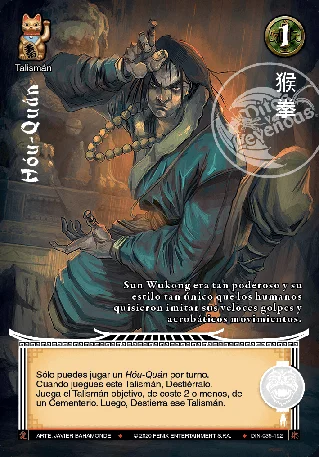 1
Talismán
Hóu-Quán
猴
拳
Sun Wukong era tan poderoso y su
estilo tan único que los humanos
quisieron imitar sus veloces golpes y
acrobáticos movimientos.
Sólo puedes jugar un Hóu-Quán por turno.
Cuando juegues este Talismán, Destiérralo.
Juega el Talismán objetivo, de coste 2 o menos, de
un Cementerio. Luego, Destierra ese Talismán.
ARTE: JAVIER BAHAMONDE
© 2020 FENIX ENTERTAINMENT S.P.A.